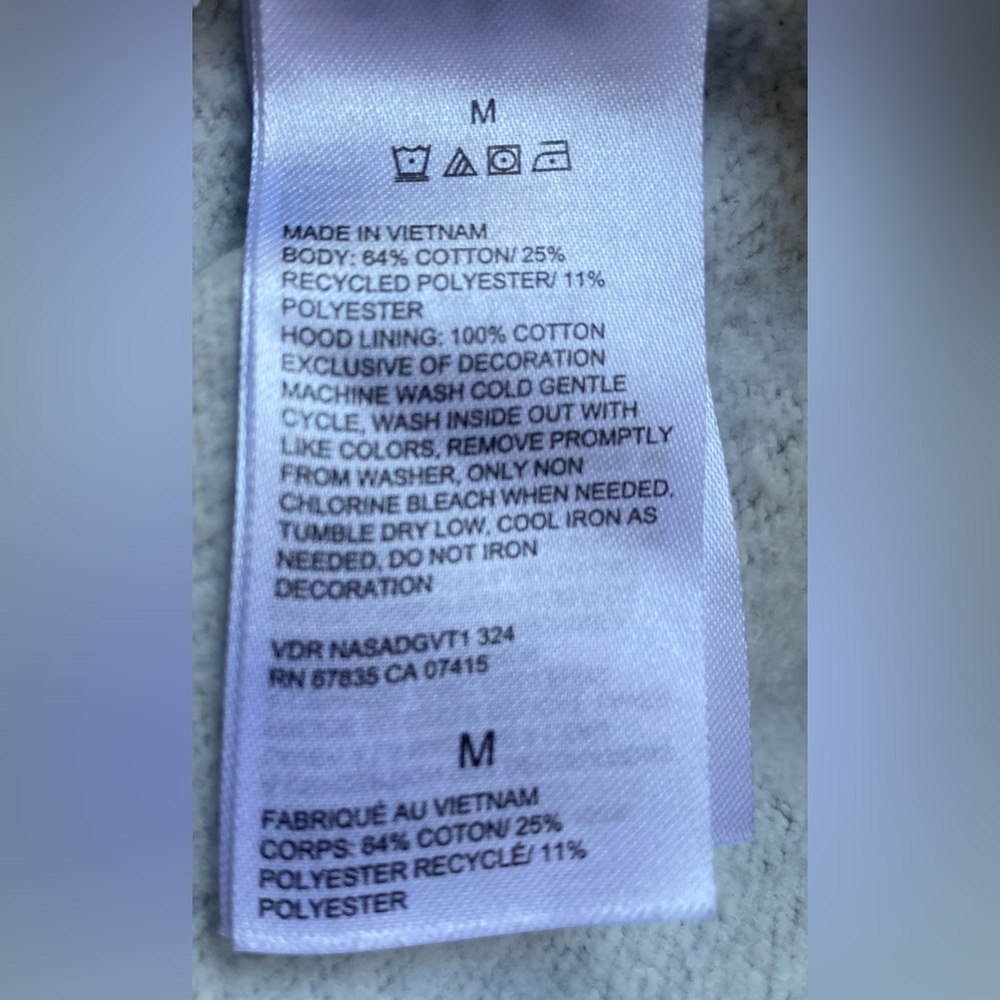 M
MADE IN VIETNAM
BODY: 64% COTTON/ 25%
RECYCLED POLYESTER/ 11%
POLYESTER
HOOD LINING: 100% COTTON
EXCLUSIVE OF DECORATION
MACHINE WASH COLD GENTLE
CYCLE, WASH INSIDE OUT WITH
LIKE COLORS, REMOVE PROMPTLY
FROM WASHER, ONLY NON
CHLORINE BLEACH WHEN NEEDED,
TUMBLE DRY LOW, COOL IRON AS
NEEDED, DO NOT IRON
DECORATION
VDR NASADGVT1 324
RN 67835 CA 07415
M
FABRIQUÉ AU VIETNAM
CORPS: 64% COTON/ 25%
POLYESTER RECYCLÉ/ 11%
POLYESTER